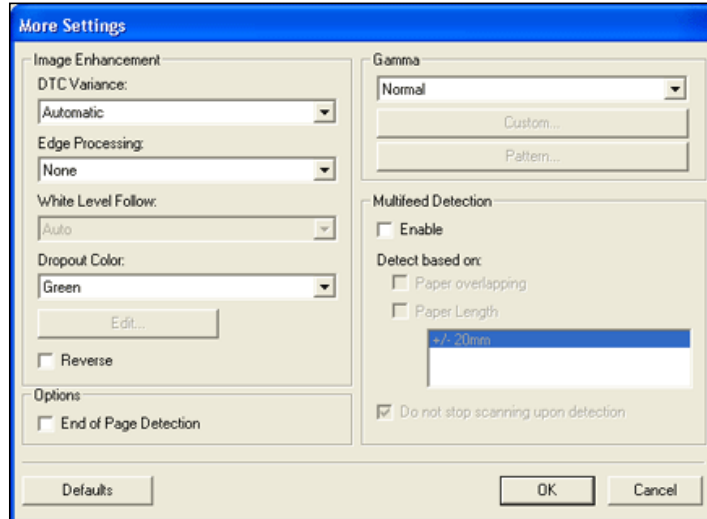 More Settings
Image Enhancement
DTC Variance:
Automatic
Edge Processing:
None
White Level Follow:
Auto
Dropout Color:
Green
Edit...
Reverse
Options
End of Page Detection
Gamma
Normal
Custom...
Pattern...
Multifeed Detection
Enable
Detect based on:
Paper overlapping
Paper Length
+/- 20mm
Do not stop scanning upon detection
Defaults
OK
Cancel